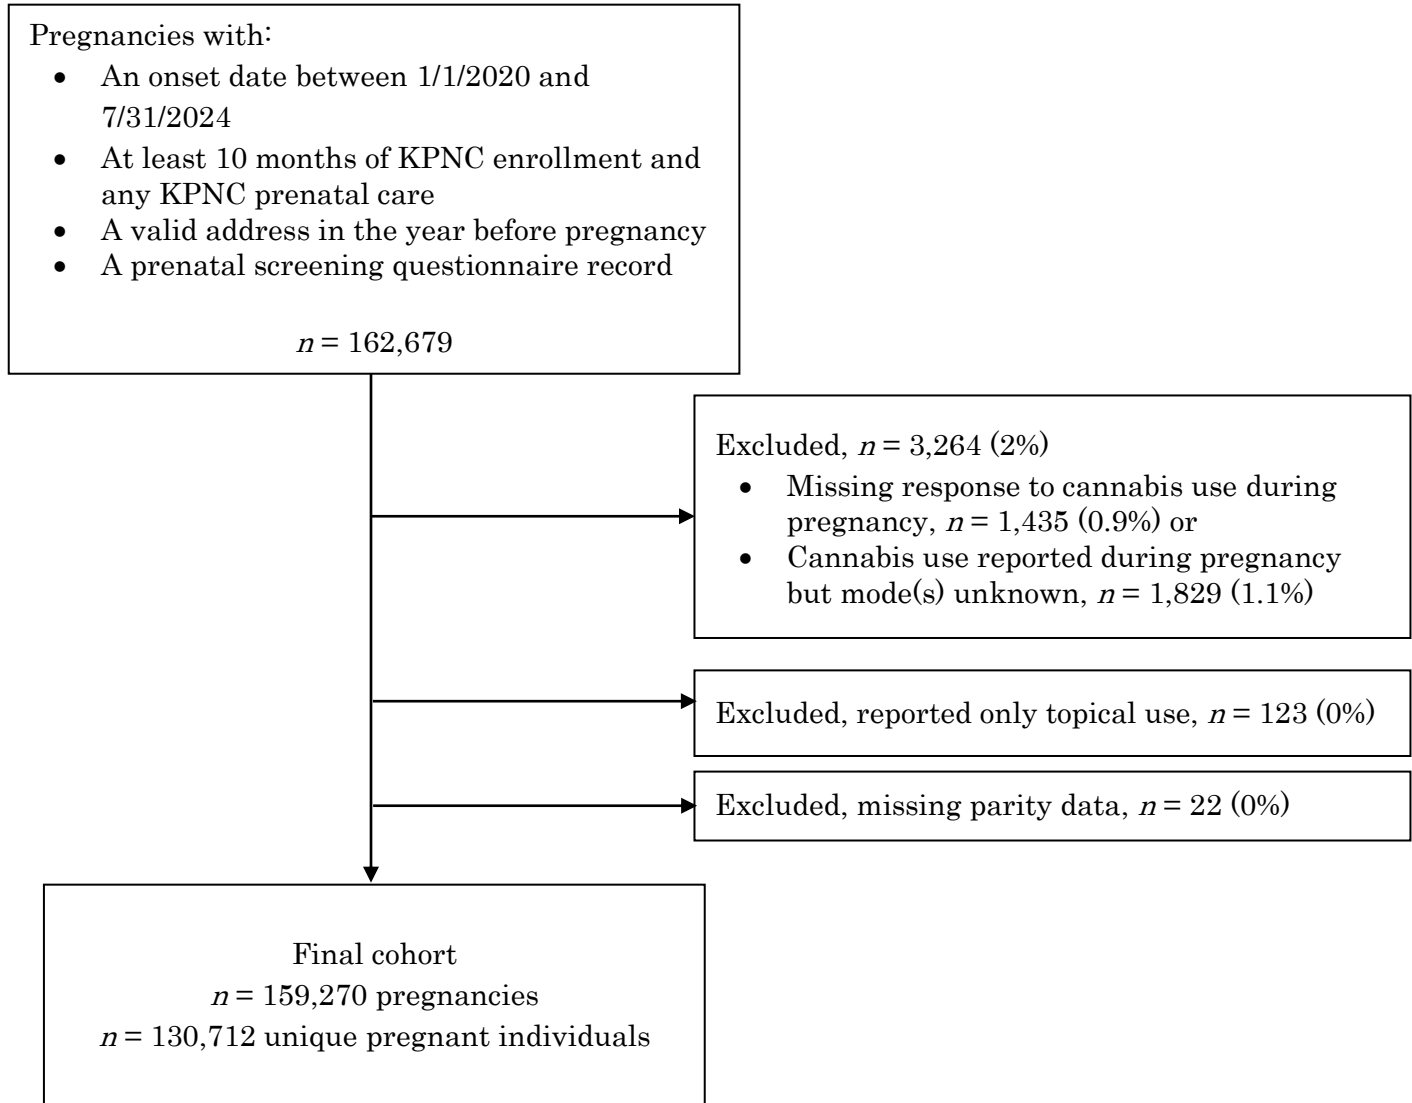 Pregnancies with:
• An onset date between 1/1/2020 and
7/31/2024
• At least 10 months of KPNC enrollment and
any KPNC prenatal care
• A valid address in the year before pregnancy
• A prenatal screening questionnaire record
n = 162,679
Excluded, n = 3,264 (2%)
• Missing response to cannabis use during
pregnancy, n = 1,435 (0.9%) or
• Cannabis use reported during pregnancy
but mode(s) unknown, n = 1,829 (1.1%)
Excluded, reported only topical use, n = 123 (0%)
Excluded, missing parity data, n = 22 (0%)
Final cohort
n = 159,270 pregnancies
n = 130,712 unique pregnant individuals